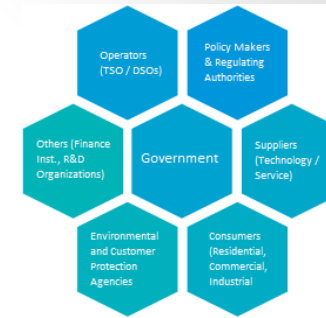 Operators
(TSO / DSOs)
Policy Makers
& Regulating
Authorities
Others (Finance
Inst., R&D
Organizations)
Government
Suppliers
(Technology /
Service)
Environmental
and Customer
Protection
Agencies
Consumers
(Residential,
Commercial,
Industrial